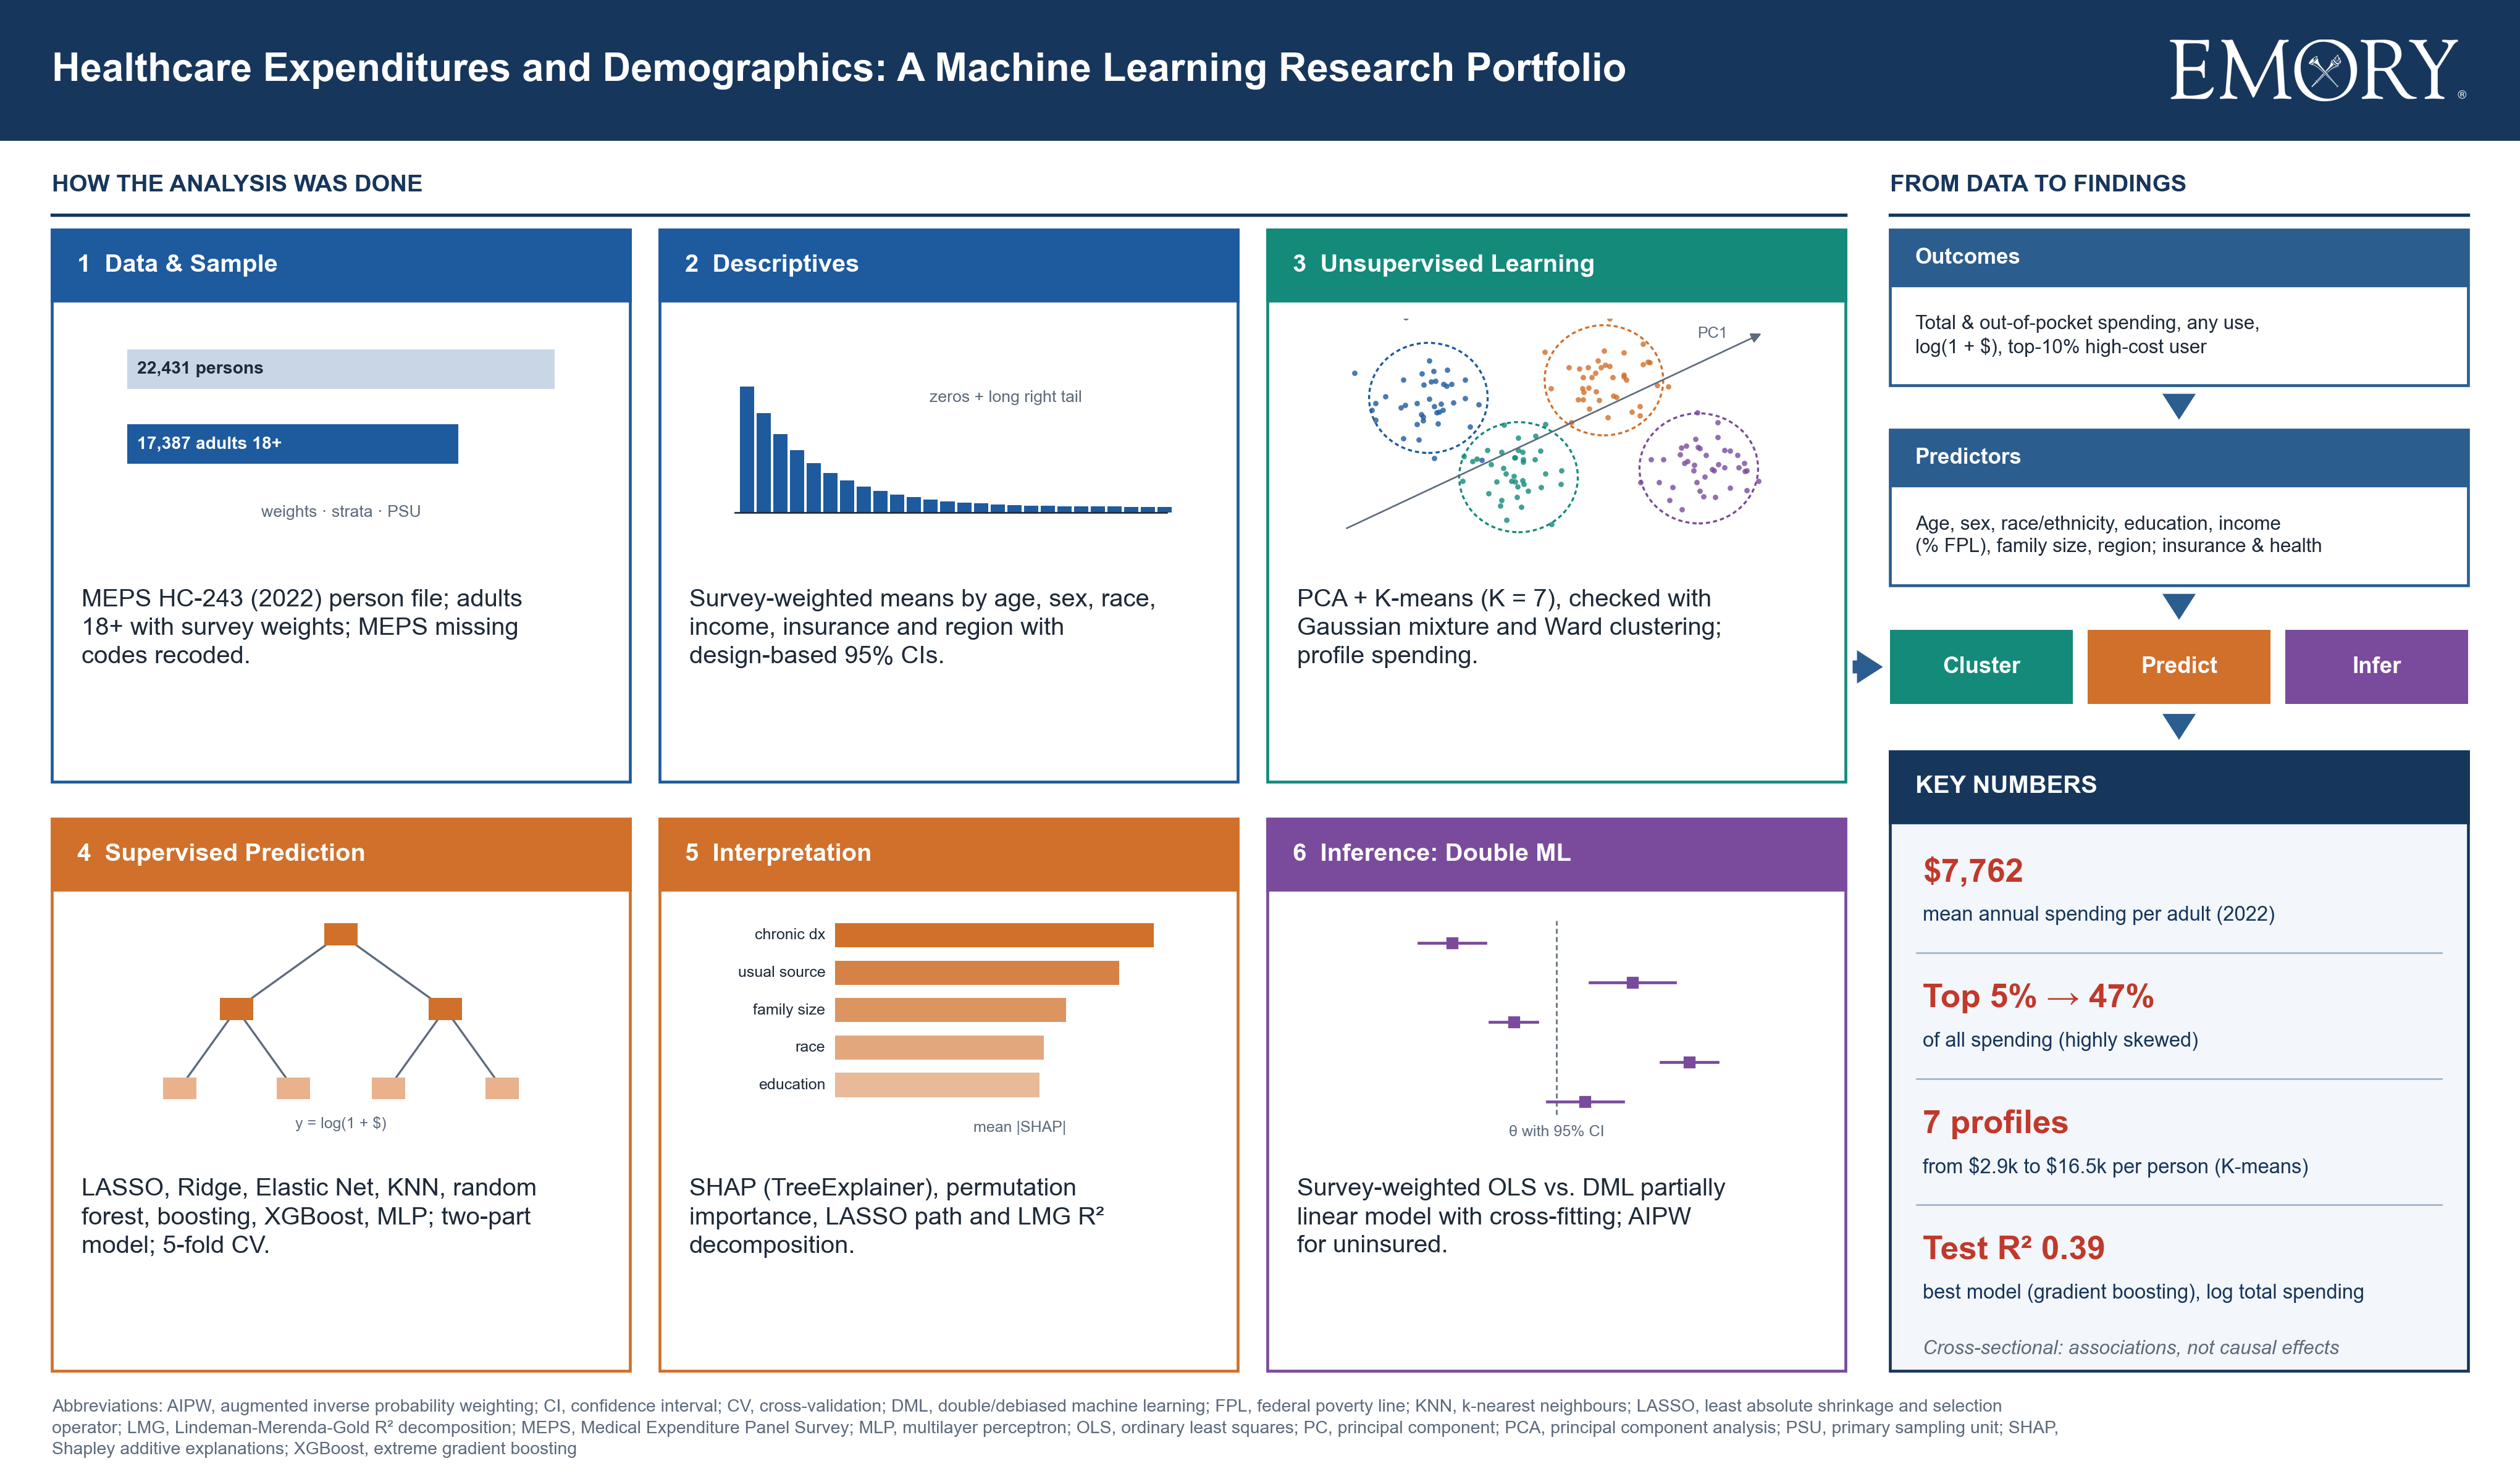 Healthcare Expenditures and Demographics: A Machine Learning Research Portfolio
EMORY®
HOW THE ANALYSIS WAS DONE
1 Data & Sample
22,431 persons
17,387 adults 18+
weights · strata · PSU
MEPS HC-243 (2022) person file; adults
18+ with survey weights; MEPS missing
codes recoded.
2 Descriptives
zeros + long right tail
Survey-weighted means by age, sex, race,
income, insurance and region with
design-based 95% CIs.
3 Unsupervised Learning
PC1
PCA + K-means (K = 7), checked with
Gaussian mixture and Ward clustering;
profile spending.
4 Supervised Prediction
y = log(1 + $)
LASSO, Ridge, Elastic Net, KNN, random
forest, boosting, XGBoost, MLP; two-part
model; 5-fold CV.
5 Interpretation
chronic dx
usual source
family size
race
education
mean |SHAP|
SHAP (TreeExplainer), permutation
importance, LASSO path and LMG R²
decomposition.
6 Inference: Double ML
θ with 95% CI
Survey-weighted OLS vs. DML partially
linear model with cross-fitting; AIPW
for uninsured.
FROM DATA TO FINDINGS
Outcomes
Total & out-of-pocket spending, any use,
log(1 + $), top-10% high-cost user
Predictors
Age, sex, race/ethnicity, education, income
(% FPL), family size, region; insurance & health
Cluster
Predict
Infer
KEY NUMBERS
$7,762
mean annual spending per adult (2022)
Top 5% → 47%
of all spending (highly skewed)
7 profiles
from $2.9k to $16.5k per person (K-means)
Test R² 0.39
best model (gradient boosting), log total spending
Cross-sectional: associations, not causal effects
Abbreviations: AIPW, augmented inverse probability weighting; CI, confidence interval; CV, cross-validation; DML, double/debiased machine learning; FPL, federal poverty line; KNN, k-nearest neighbours; LASSO, least absolute shrinkage and selection
operator; LMG, Lindeman-Merenda-Gold R² decomposition; MEPS, Medical Expenditure Panel Survey; MLP, multilayer perceptron; OLS, ordinary least squares; PC, principal component; PCA, principal component analysis; PSU, primary sampling unit; SHAP,
Shapley additive explanations; XGBoost, extreme gradient boosting